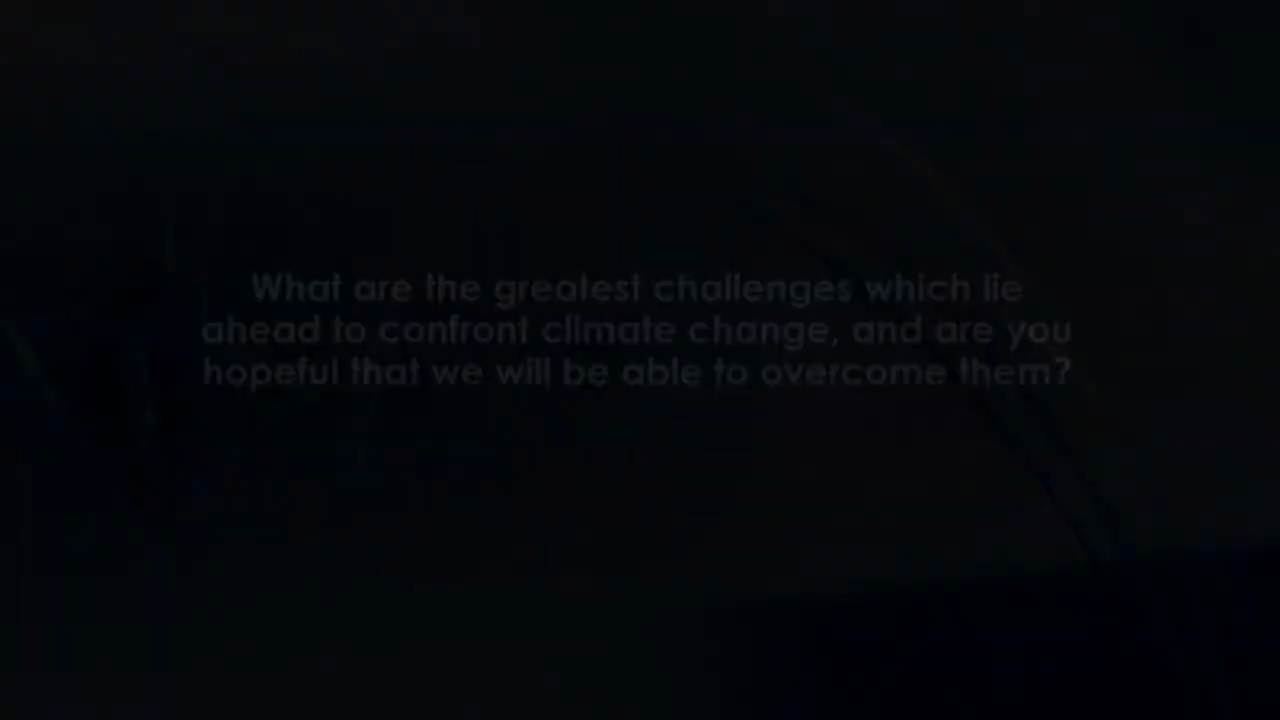 What are the greatest challenges which lie
ahead to confront climate change, and are you
hopeful that we will be able to overcome them?